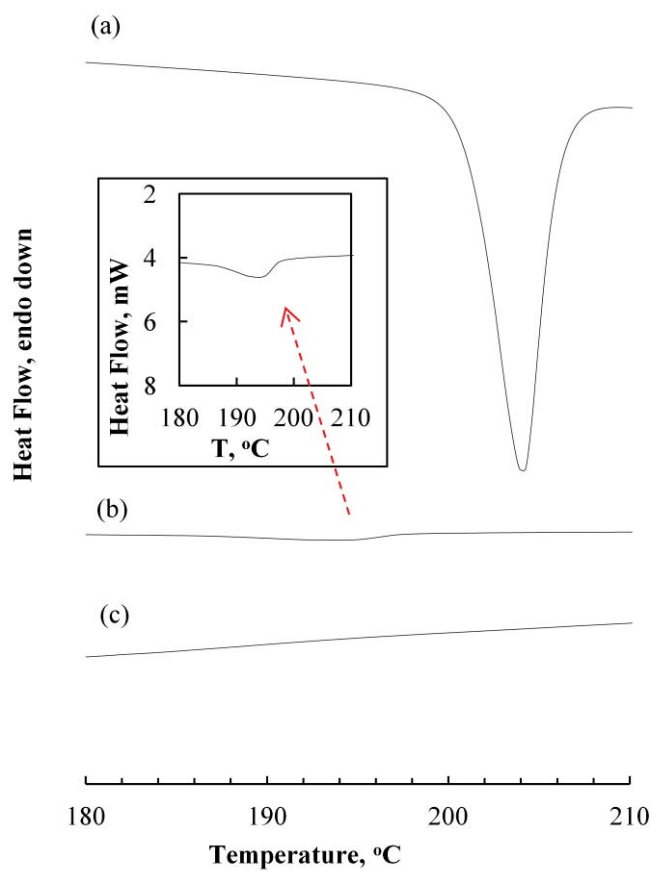 (a)
Heat Flow, endo down
2
4
6
8
Heat Flow, mW
180 190 200 210
T, °C
(b)
(c)
180 190 200 210
Temperature, °C